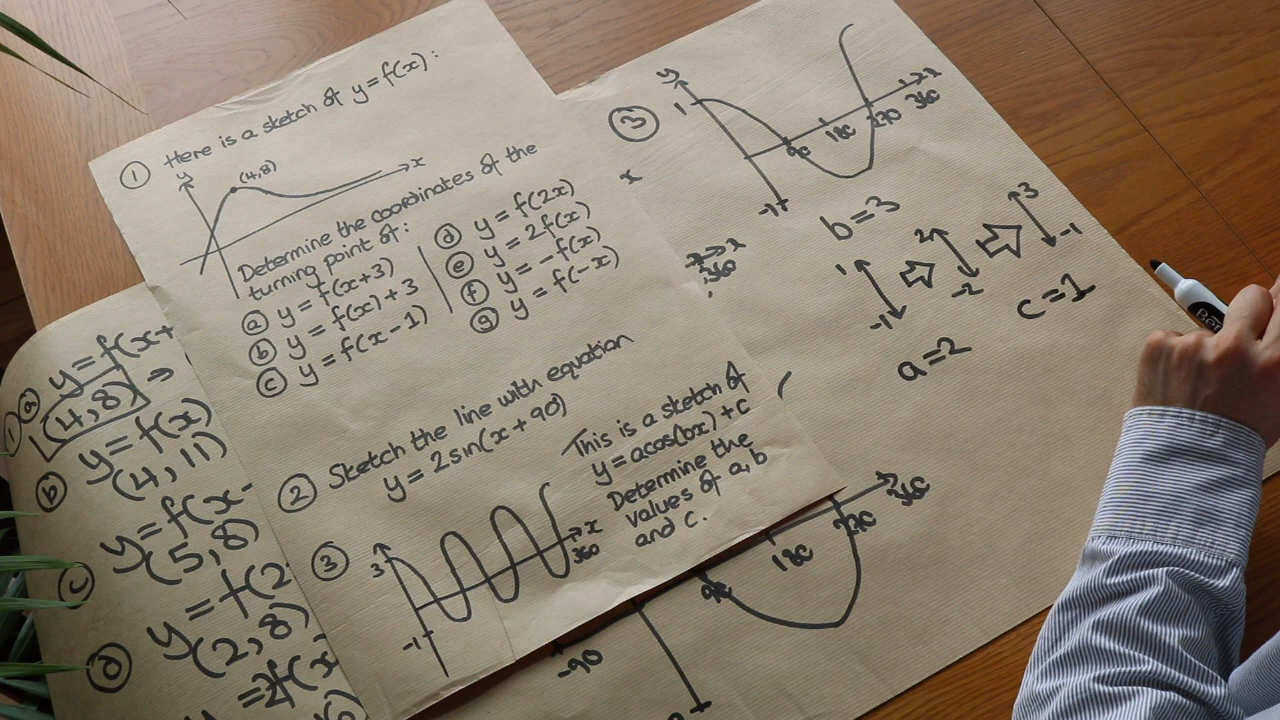 ① Here is a sketch of y=f(x):
y
(4,8)
x
Determine the coordinates of the
turning point of:
ⓐ y=f(x+3)
ⓑ y=f(x)+3
ⓒ y=f(x-1)
ⓓ y=f(2x)
ⓔ y=2f(x)
ⓕ y=-f(x)
ⓖ y=f(-x)
② Sketch the line with equation
y=2sin(x+90)
③
3
-1
x
360
This is a sketch of
y=acos(bx)+c
Determine the
values of a,b
and c.
① ⓐ y=f(x+
(4,8)
ⓑ y=f(x)
(4,11)
ⓒ y=f(x-
(5,8)
ⓓ y=f(2
(2,8)
=2f(x
③
y
1
-1
90
180
270
360
x
b=3
1
-1
2
-2
3
-1
a=2
c=1
x
x
360
-90
90
180
270
360